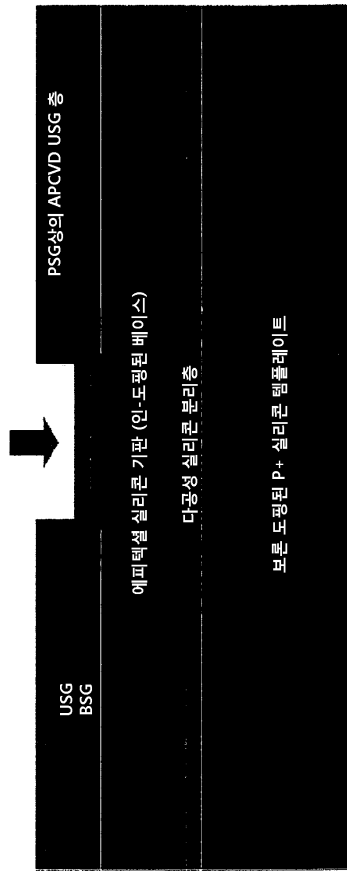 PSG상의 APCVD USG 층
USG
BSG
에피택셜 실리콘 기판 (인-도핑된 베이스)
다공성 실리콘 분리층
보론 도핑된 P+ 실리콘 템플레이트